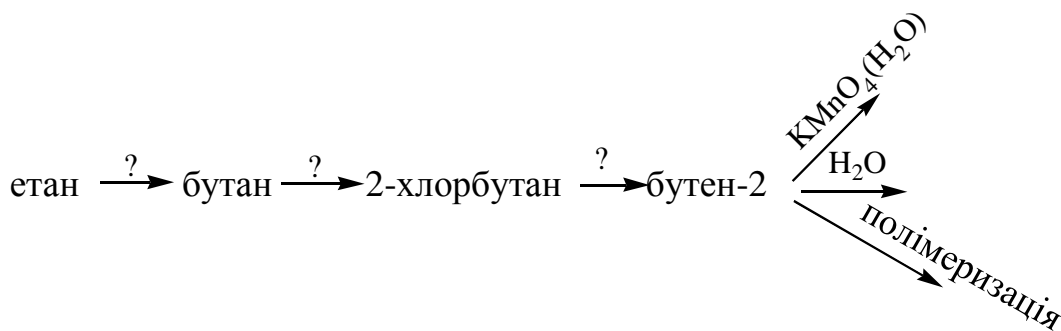 KMnO₄(H₂O)
етан ? бутан ? 2-хлорбутан ? бутен-2 H₂O
полімеризація